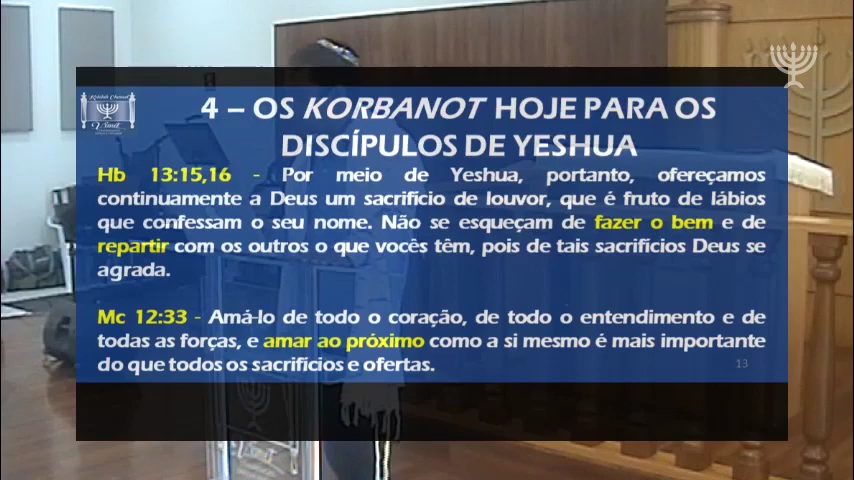 4 – OS KORBANOT HOJE PARA OS
DISCÍPULOS DE YESHUA
Hb 13:15,16 - Por meio de Yeshua, portanto, ofereçamos
continuamente a Deus um sacrifício de louvor, que é fruto de lábios
que confessam o seu nome. Não se esqueçam de fazer o bem e de
repartir com os outros o que vocês têm, pois de tais sacrifícios Deus se
agrada.
Mc 12:33 - Amá-lo de todo o coração, de todo o entendimento e de
todas as forças, e amar ao próximo como a si mesmo é mais importante
do que todos os sacrifícios e ofertas.
13